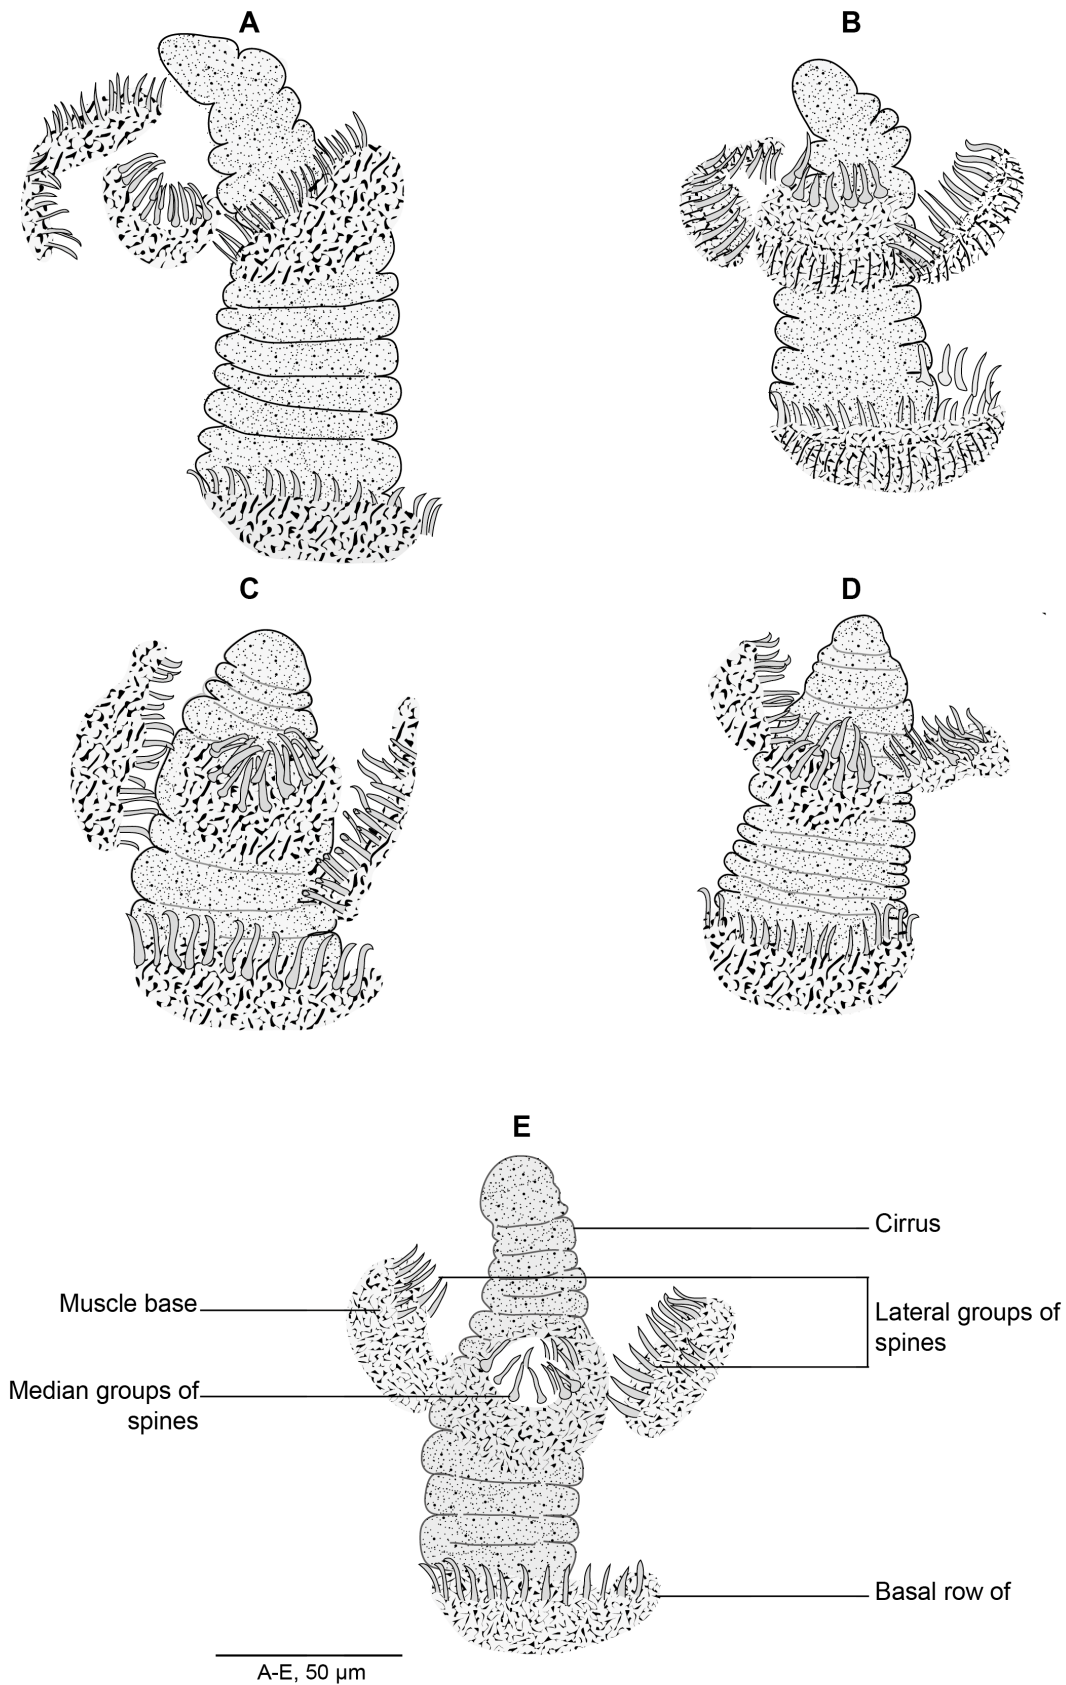 A
B
C
D
E
Cirrus
Muscle base
Lateral groups of
spines
Median groups of
spines
Basal row of
A-E, 50 µm